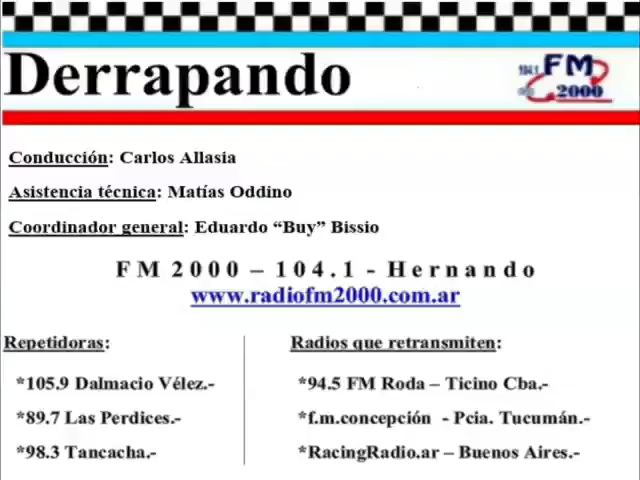 Derrapando
104.1 FM
2000
Conducción: Carlos Allasia
Asistencia técnica: Matías Oddino
Coordinador general: Eduardo “Buy” Bissio
FM 2000 – 104.1 - Hernando
www.radiofm2000.com.ar
Repetidoras:
*105.9 Dalmacio Vélez.-
*89.7 Las Perdices.-
*98.3 Tancacha.-
Radios que retransmiten:
*94.5 FM Roda – Ticino Cba.-
*f.m.concepción - Pcia. Tucumán.-
*RacingRadio.ar – Buenos Aires.-